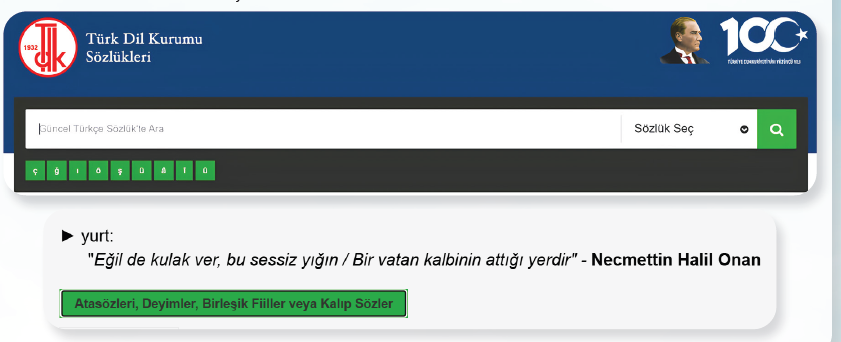 1932
Türk Dil Kurumu
Sözlükleri
100
TÜRKİYE CUMHURİYETİ'NİN YÜZÜNCÜ YILI
Güncel Türkçe Sözlük'te Ara
Sözlük Seç
ç ğ ı ö ş ü â î û
► yurt:
"Eğil de kulak ver, bu sessiz yığın / Bir vatan kalbinin attığı yerdir" - Necmettin Halil Onan
Atasözleri, Deyimler, Birleşik Fiiller veya Kalıp Sözler